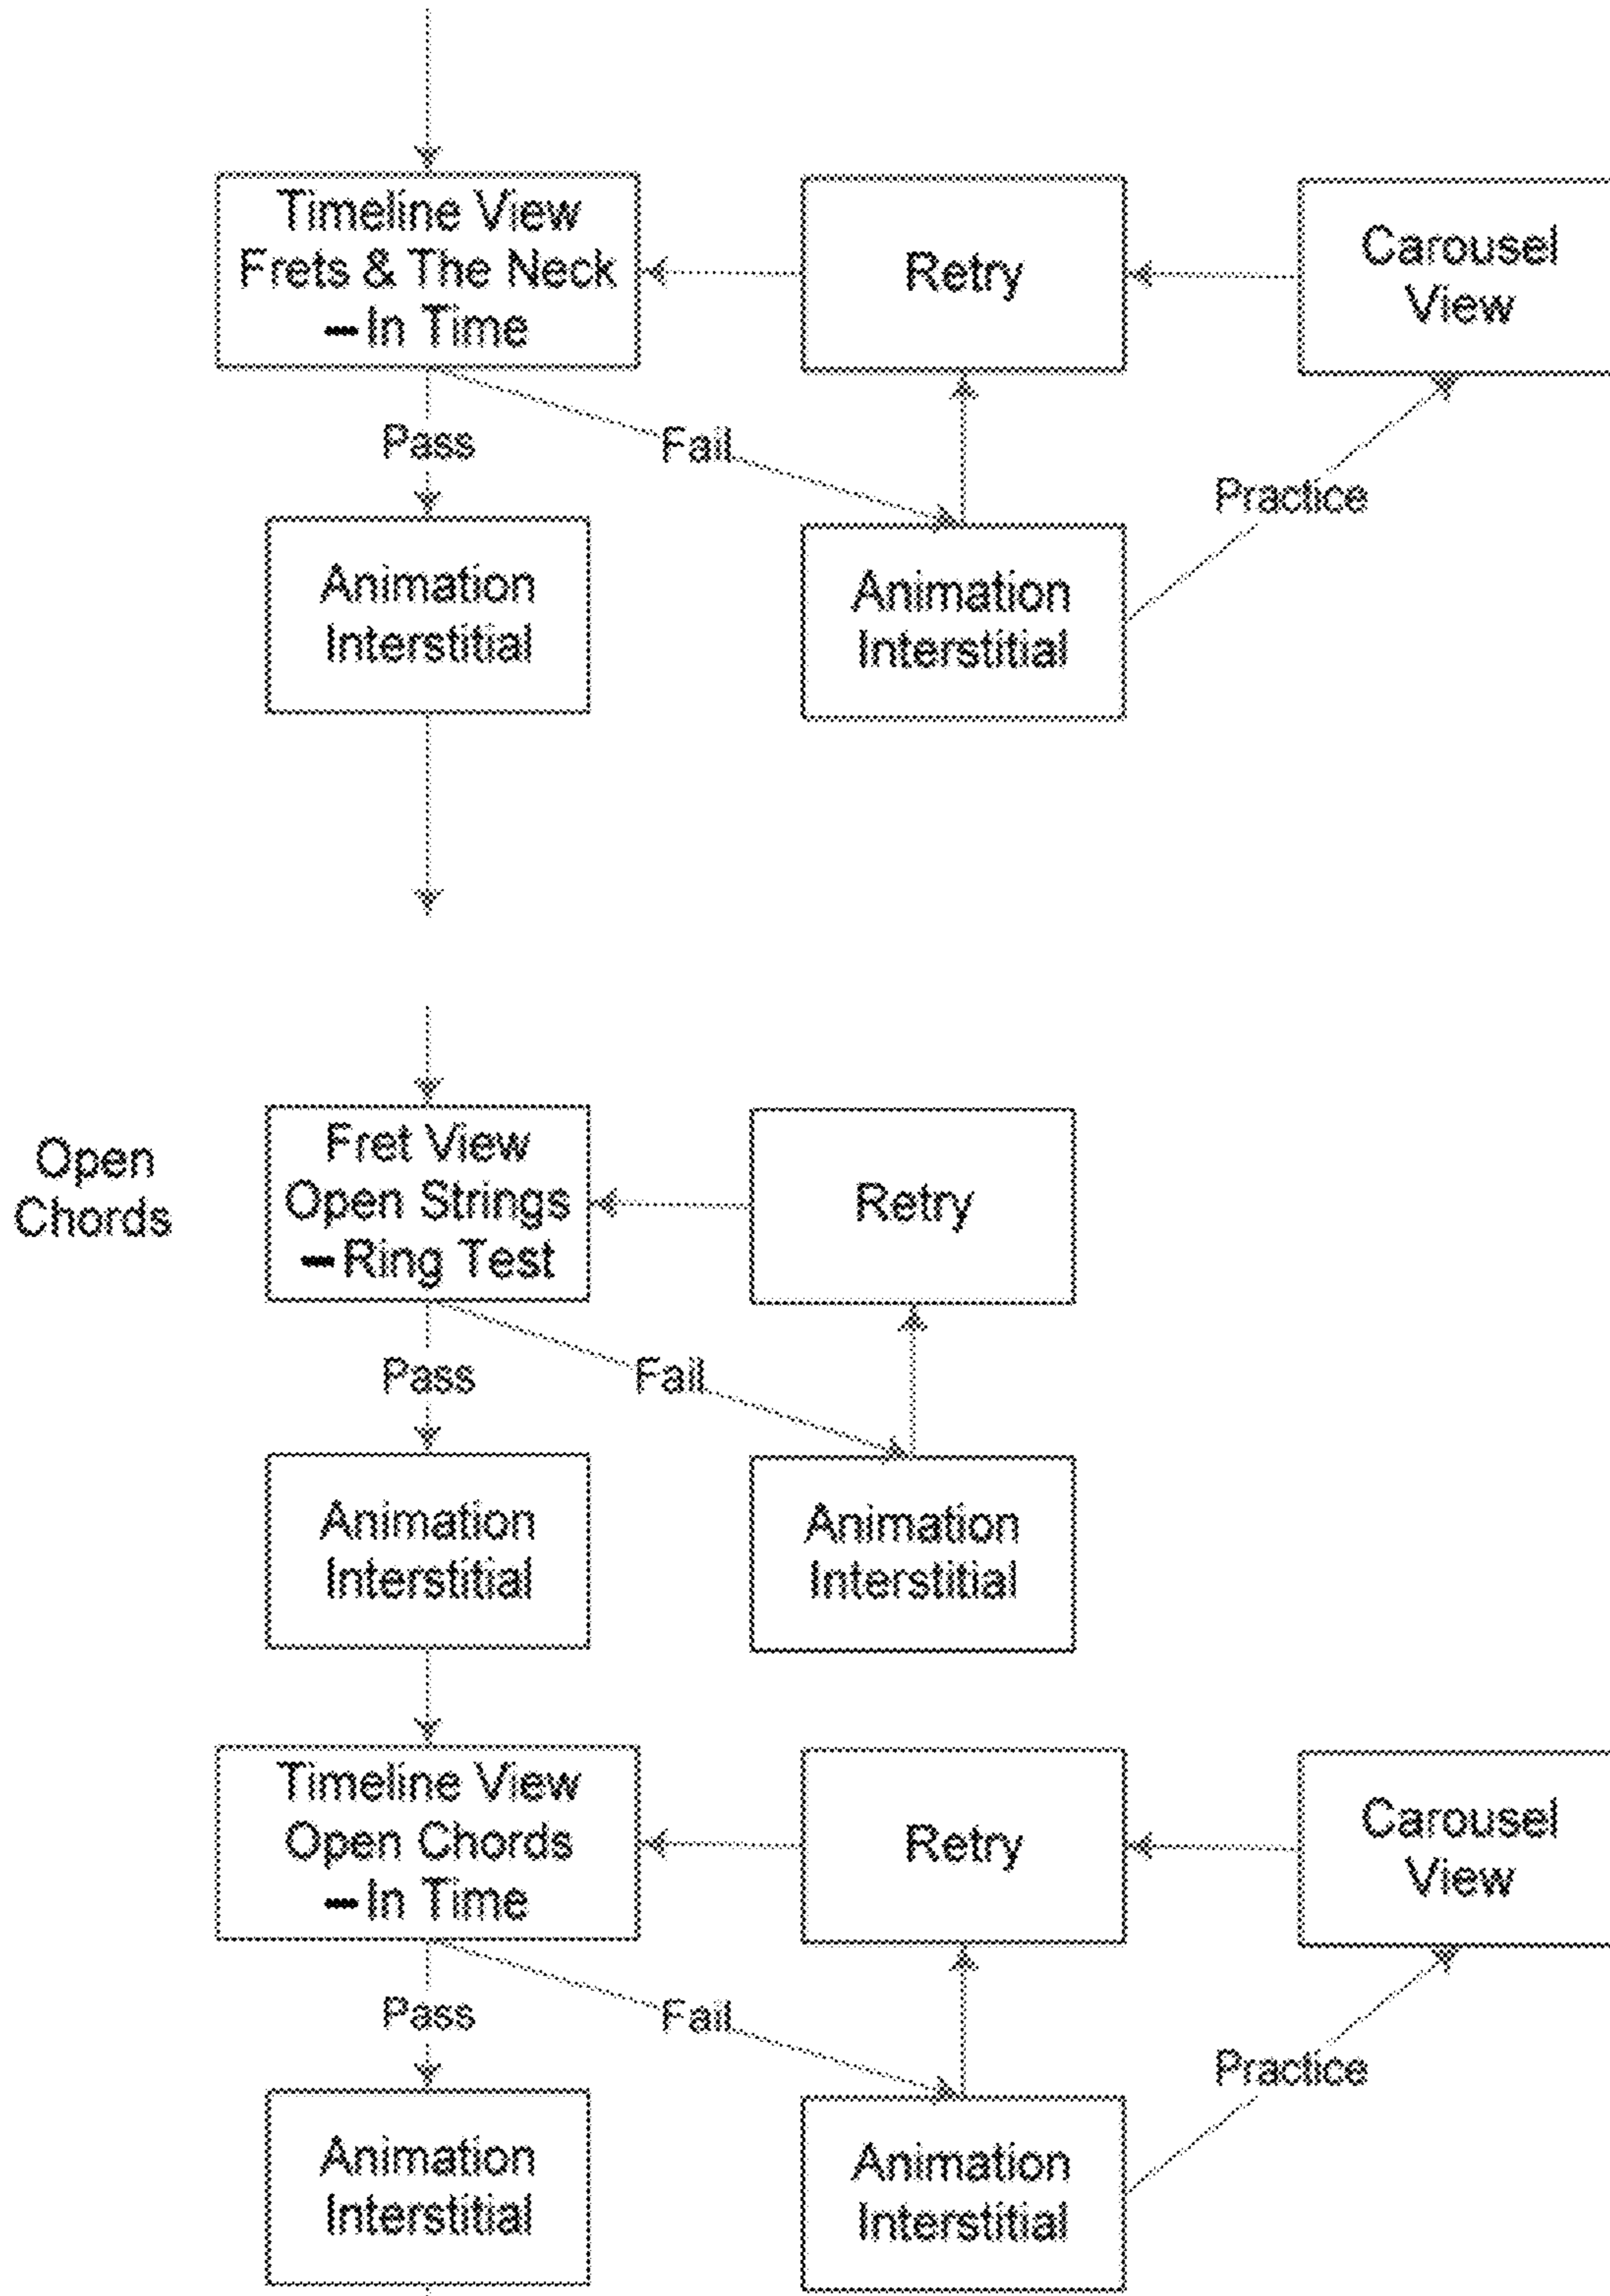 Timeline View
Frets & The Neck
-- In Time
Retry
Carousel
View
Pass
Fail
Practice
Animation
Interstitial
Animation
Interstitial
Open
Chords
Fret View
Open Strings
-- Ring Test
Retry
Pass
Fail
Animation
Interstitial
Animation
Interstitial
Timeline View
Open Chords
-- In Time
Retry
Carousel
View
Pass
Fail
Practice
Animation
Interstitial
Animation
Interstitial